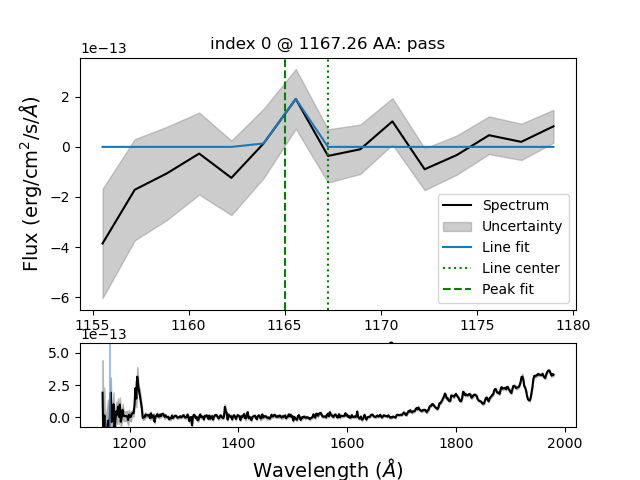 index 0 @ 1167.26 AA: pass
1e−13
2
0
−2
−4
−6
Flux (erg/cm²/s/Å)
Spectrum
Uncertainty
Line fit
Line center
Peak fit
1155 1160 1165 1170 1175 1180
1e−13
5.0
2.5
0.0
1200 1400 1600 1800 2000
Wavelength (Å)